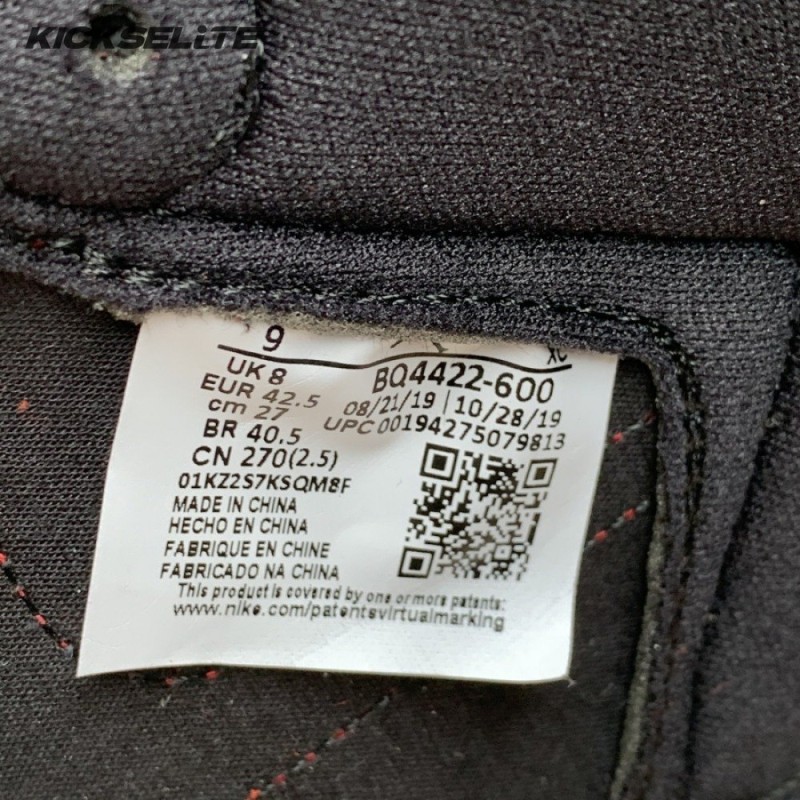 KICKSELITE
9 XC
UK 8
EUR 42.5
cm 27
BR 40.5
CN 270(2.5)
01KZ2S7KSQM8F
MADE IN CHINA
HECHO EN CHINA
FABRIQUE EN CHINE
FABRICADO NA CHINA
BQ4422-600
08/21/19 | 10/28/19
UPC 00194275079813
This product is covered by one or more patents:
www.nike.com/patentsvirtualmarking